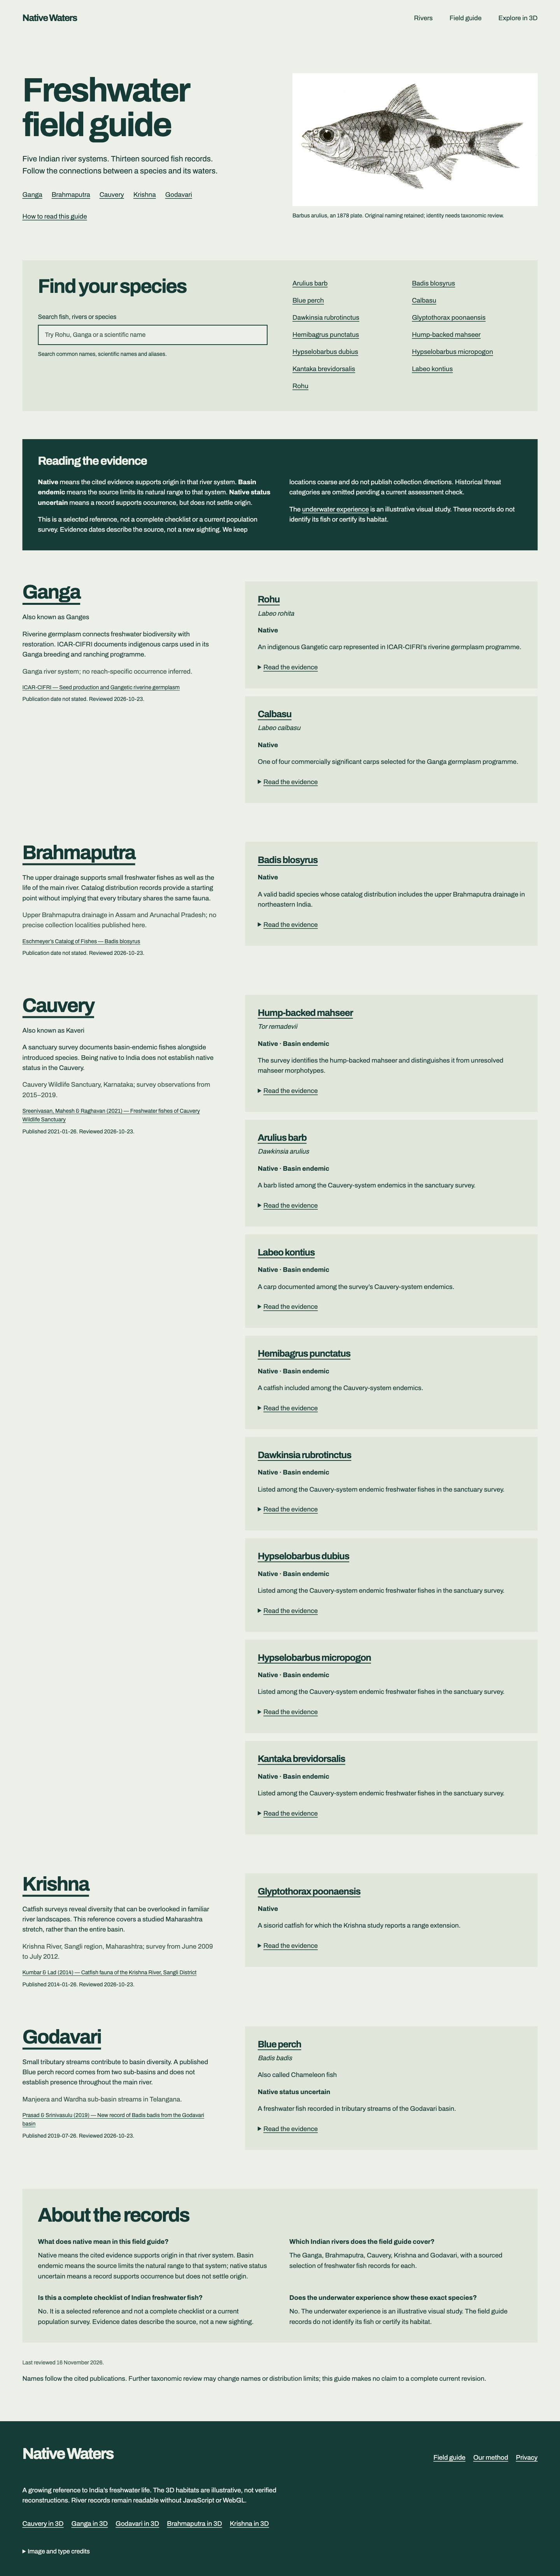 Native Waters
Rivers
Field guide
Explore in 3D
Freshwater
field guide
Five Indian river systems. Thirteen sourced fish records.
Follow the connections between a species and its waters.
Ganga
Brahmaputra
Cauvery
Krishna
Godavari
How to read this guide
Barbus arulius, an 1878 plate. Original naming retained; identity needs taxonomic review.
Find your species
Search fish, rivers or species
Try Rohu, Ganga or a scientific name
Search common names, scientific names and aliases.
Arulius barb
Badis blosyrus
Blue perch
Calbasu
Dawkinsia rubrotinctus
Glyptothorax poonaensis
Hemibagrus punctatus
Hump-backed mahseer
Hypselobarbus dubius
Hypselobarbus micropogon
Kantaka brevidorsalis
Labeo kontius
Rohu
Reading the evidence
Native means the cited evidence supports origin in that river system. Basin
endemic means the source limits its natural range to that system. Native status
uncertain means a record supports occurrence, but does not settle origin.
This is a selected reference, not a complete checklist or a current population
survey. Evidence dates describe the source, not a new sighting. We keep
locations coarse and do not publish collection directions. Historical threat
categories are omitted pending a current assessment check.
The underwater experience is an illustrative visual study. These records do not
identify its fish or certify its habitat.
Ganga
Also known as Ganges
Riverine germplasm connects freshwater biodiversity with
restoration. ICAR-CIFRI documents indigenous carps used in its
Ganga breeding and ranching programme.
Ganga river system; no reach-specific occurrence inferred.
ICAR-CIFRI — Seed production and Gangetic riverine germplasm
Publication date not stated. Reviewed 2026-10-23.
Rohu
Labeo rohita
Native
An indigenous Gangetic carp represented in ICAR-CIFRI's riverine germplasm programme.
Read the evidence
Calbasu
Labeo calbasu
Native
One of four commercially significant carps selected for the Ganga germplasm programme.
Read the evidence
Brahmaputra
The upper drainage supports small freshwater fishes as well as the
life of the main river. Catalog distribution records provide a starting
point without implying that every tributary shares the same fauna.
Upper Brahmaputra drainage in Assam and Arunachal Pradesh; no
precise collection localities published here.
Eschmeyer's Catalog of Fishes — Badis blosyrus
Publication date not stated. Reviewed 2026-10-23.
Badis blosyrus
Native
A valid badid species whose catalog distribution includes the upper Brahmaputra drainage in
northeastern India.
Read the evidence
Cauvery
Also known as Kaveri
A sanctuary survey documents basin-endemic fishes alongside
introduced species. Being native to India does not establish native
status in the Cauvery.
Cauvery Wildlife Sanctuary, Karnataka; survey observations from
2015–2019.
Sreenivasan, Mahesh & Raghavan (2021) — Freshwater fishes of Cauvery
Wildlife Sanctuary
Published 2021-01-26. Reviewed 2026-10-23.
Hump-backed mahseer
Tor remadevii
Native · Basin endemic
The survey identifies the hump-backed mahseer and distinguishes it from unresolved
mahseer morphotypes.
Read the evidence
Arulius barb
Dawkinsia arulius
Native · Basin endemic
A barb listed among the Cauvery-system endemics in the sanctuary survey.
Read the evidence
Labeo kontius
Native · Basin endemic
A carp documented among the survey's Cauvery-system endemics.
Read the evidence
Hemibagrus punctatus
Native · Basin endemic
A catfish included among the Cauvery-system endemics.
Read the evidence
Dawkinsia rubrotinctus
Native · Basin endemic
Listed among the Cauvery-system endemic freshwater fishes in the sanctuary survey.
Read the evidence
Hypselobarbus dubius
Native · Basin endemic
Listed among the Cauvery-system endemic freshwater fishes in the sanctuary survey.
Read the evidence
Hypselobarbus micropogon
Native · Basin endemic
Listed among the Cauvery-system endemic freshwater fishes in the sanctuary survey.
Read the evidence
Kantaka brevidorsalis
Native · Basin endemic
Listed among the Cauvery-system endemic freshwater fishes in the sanctuary survey.
Read the evidence
Krishna
Catfish surveys reveal diversity that can be overlooked in familiar
river landscapes. This reference covers a studied Maharashtra
stretch, rather than the entire basin.
Krishna River, Sangli region, Maharashtra; survey from June 2009
to July 2012.
Kumbar & Lad (2014) — Catfish fauna of the Krishna River, Sangli District
Published 2014-01-26. Reviewed 2026-10-23.
Glyptothorax poonaensis
Native
A sisorid catfish for which the Krishna study reports a range extension.
Read the evidence
Godavari
Small tributary streams contribute to basin diversity. A published
Blue perch record comes from two sub-basins and does not
establish presence throughout the main river.
Manjeera and Wardha sub-basin streams in Telangana.
Prasad & Srinivasulu (2019) — New record of Badis badis from the Godavari
basin
Published 2019-07-26. Reviewed 2026-10-23.
Blue perch
Badis badis
Also called Chameleon fish
Native status uncertain
A freshwater fish recorded in tributary streams of the Godavari basin.
Read the evidence
About the records
What does native mean in this field guide?
Native means the cited evidence supports origin in that river system. Basin
endemic means the source limits the natural range to that system; native status
uncertain means a record supports occurrence but does not settle origin.
Which Indian rivers does the field guide cover?
The Ganga, Brahmaputra, Cauvery, Krishna and Godavari, with a sourced
selection of freshwater fish records for each.
Is this a complete checklist of Indian freshwater fish?
No. It is a selected reference and not a complete checklist or a current
population survey. Evidence dates describe the source, not a new sighting.
Does the underwater experience show these exact species?
No. The underwater experience is an illustrative visual study. The field guide
records do not identify its fish or certify its habitat.
Last reviewed 16 November 2026.
Names follow the cited publications. Further taxonomic review may change names or distribution limits; this guide makes no claim to a complete current revision.
Native Waters
Field guide
Our method
Privacy
A growing reference to India's freshwater life. The 3D habitats are illustrative, not verified
reconstructions. River records remain readable without JavaScript or WebGL.
Cauvery in 3D
Ganga in 3D
Godavari in 3D
Brahmaputra in 3D
Krishna in 3D
Image and type credits